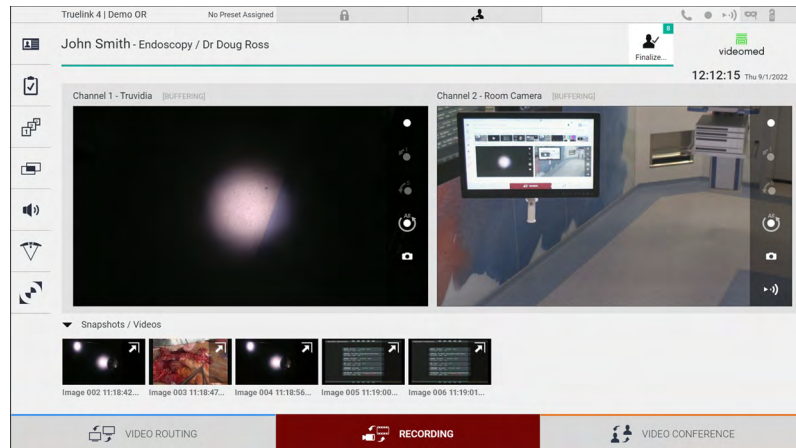 Truelink 4 | Demo OR
No Preset Assigned
John Smith - Endoscopy / Dr Doug Ross
8
Finalize...
videomed
12:12:15 Thu 9/1/2022
Channel 1 - Truvidia [BUFFERING]
Channel 2 - Room Camera [BUFFERING]
Snapshots / Videos
Image 002 11:18:42...
Image 003 11:18:47...
Image 004 11:18:56...
Image 005 11:19:00...
Image 006 11:19:01...
VIDEO ROUTING
RECORDING
VIDEO CONFERENCE